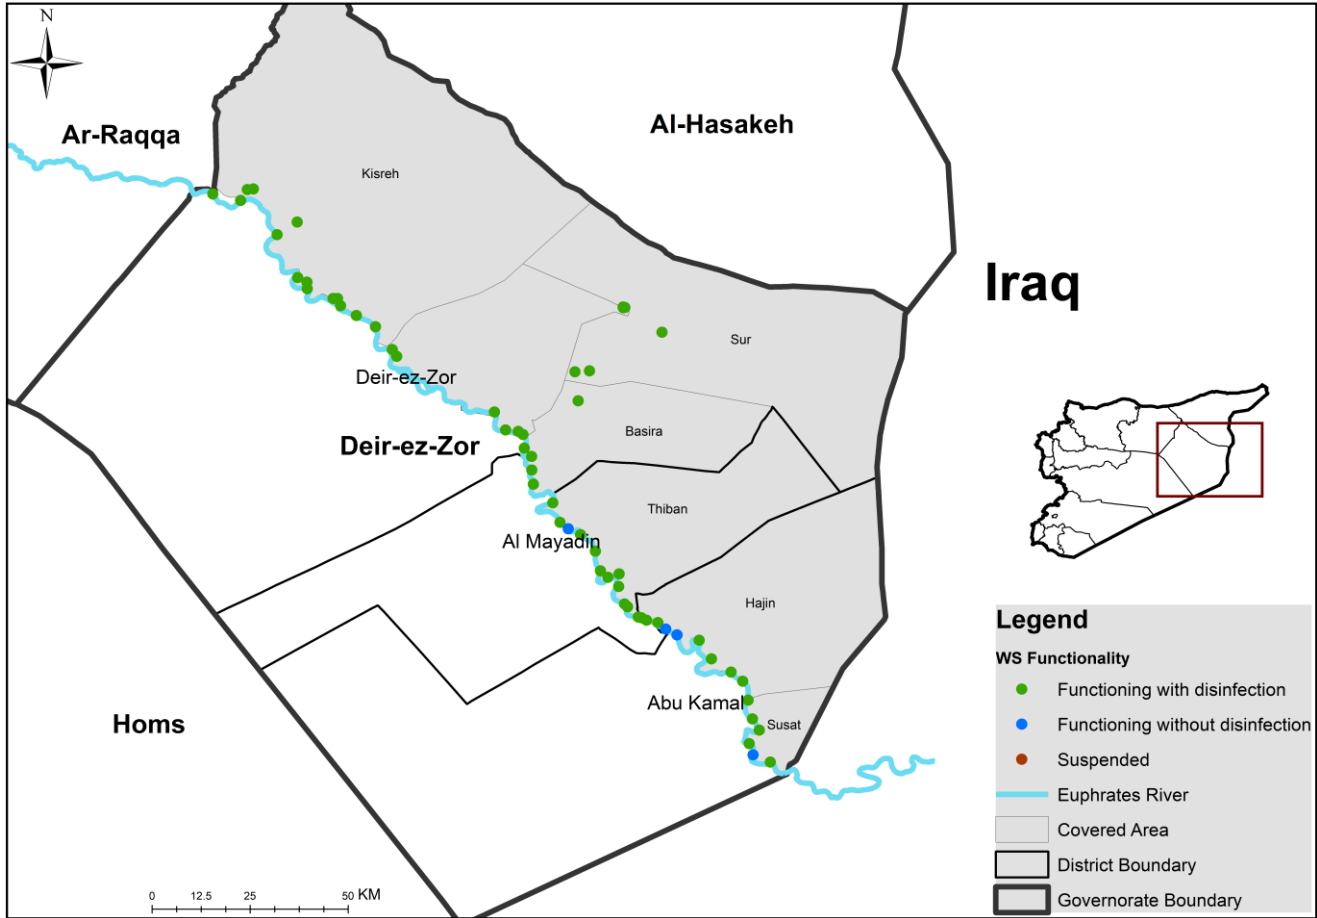 N
Ar-Raqqa
Al-Hasakeh
Kisreh
Iraq
Sur
Deir-ez-Zor
Basira
Deir-ez-Zor
Thiban
Al Mayadin
Hajin
Abu Kamal
Susat
Homs
0 12.5 25 50 KM
Legend
WS Functionality
Functioning with disinfection
Functioning without disinfection
Suspended
Euphrates River
Covered Area
District Boundary
Governorate Boundary